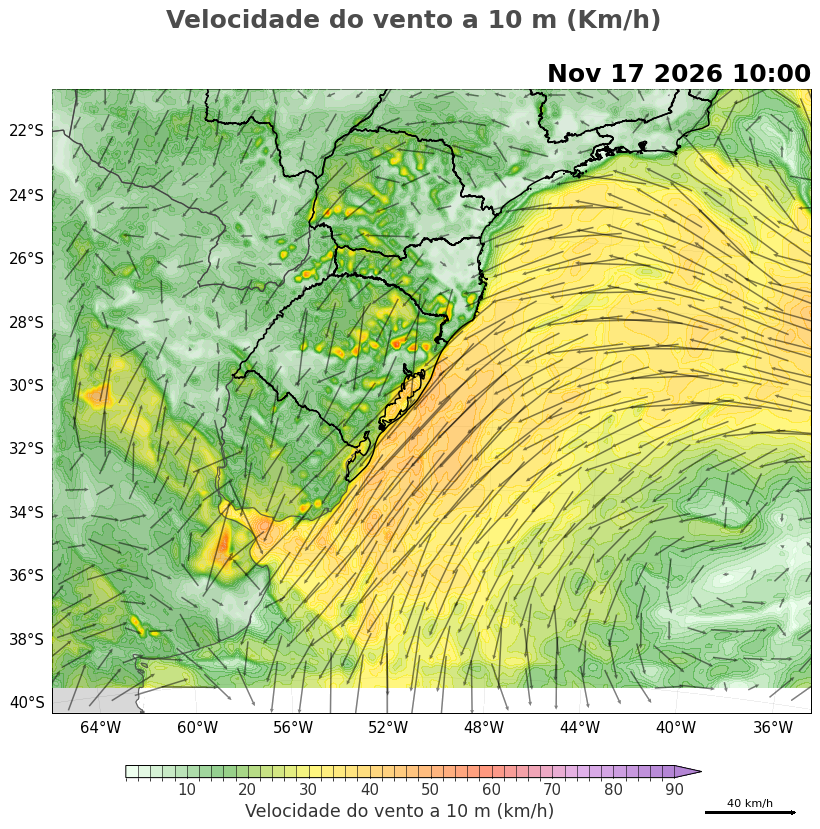 Velocidade do vento a 10 m (Km/h)
Nov 17 2026 10:00
22°S
24°S
26°S
28°S
30°S
32°S
34°S
36°S
38°S
40°S
64°W 60°W 56°W 52°W 48°W 44°W 40°W 36°W
10 20 30 40 50 60 70 80 90
Velocidade do vento a 10 m (km/h)
40 km/h